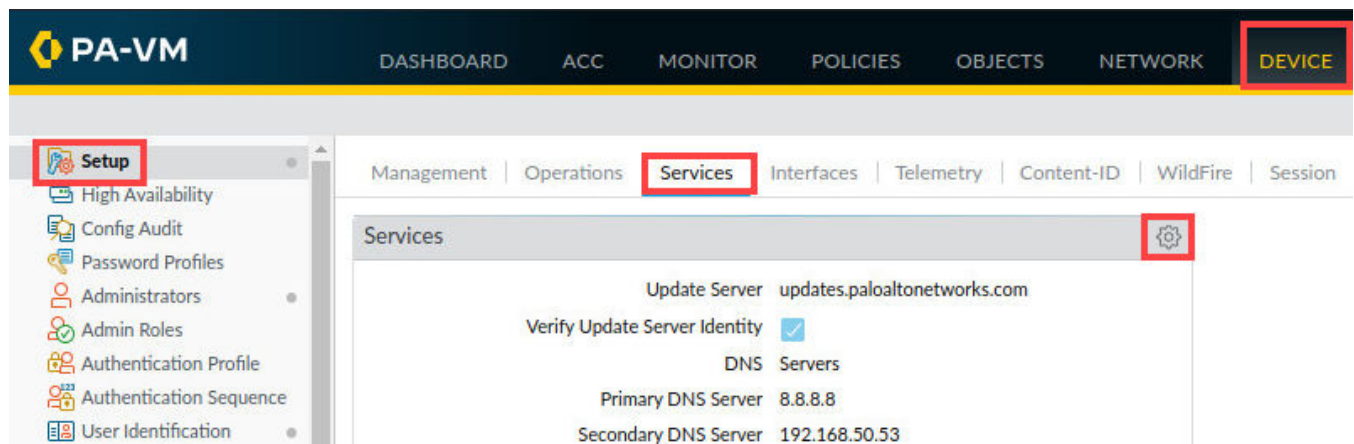 PA-VM
DASHBOARD ACC MONITOR POLICIES OBJECTS NETWORK DEVICE
Setup
High Availability
Config Audit
Password Profiles
Administrators
Admin Roles
Authentication Profile
Authentication Sequence
User Identification
Management Operations Services Interfaces Telemetry Content-ID WildFire Session
Services
Update Server updates.paloaltonetworks.com
Verify Update Server Identity
DNS Servers
Primary DNS Server 8.8.8.8
Secondary DNS Server 192.168.50.53